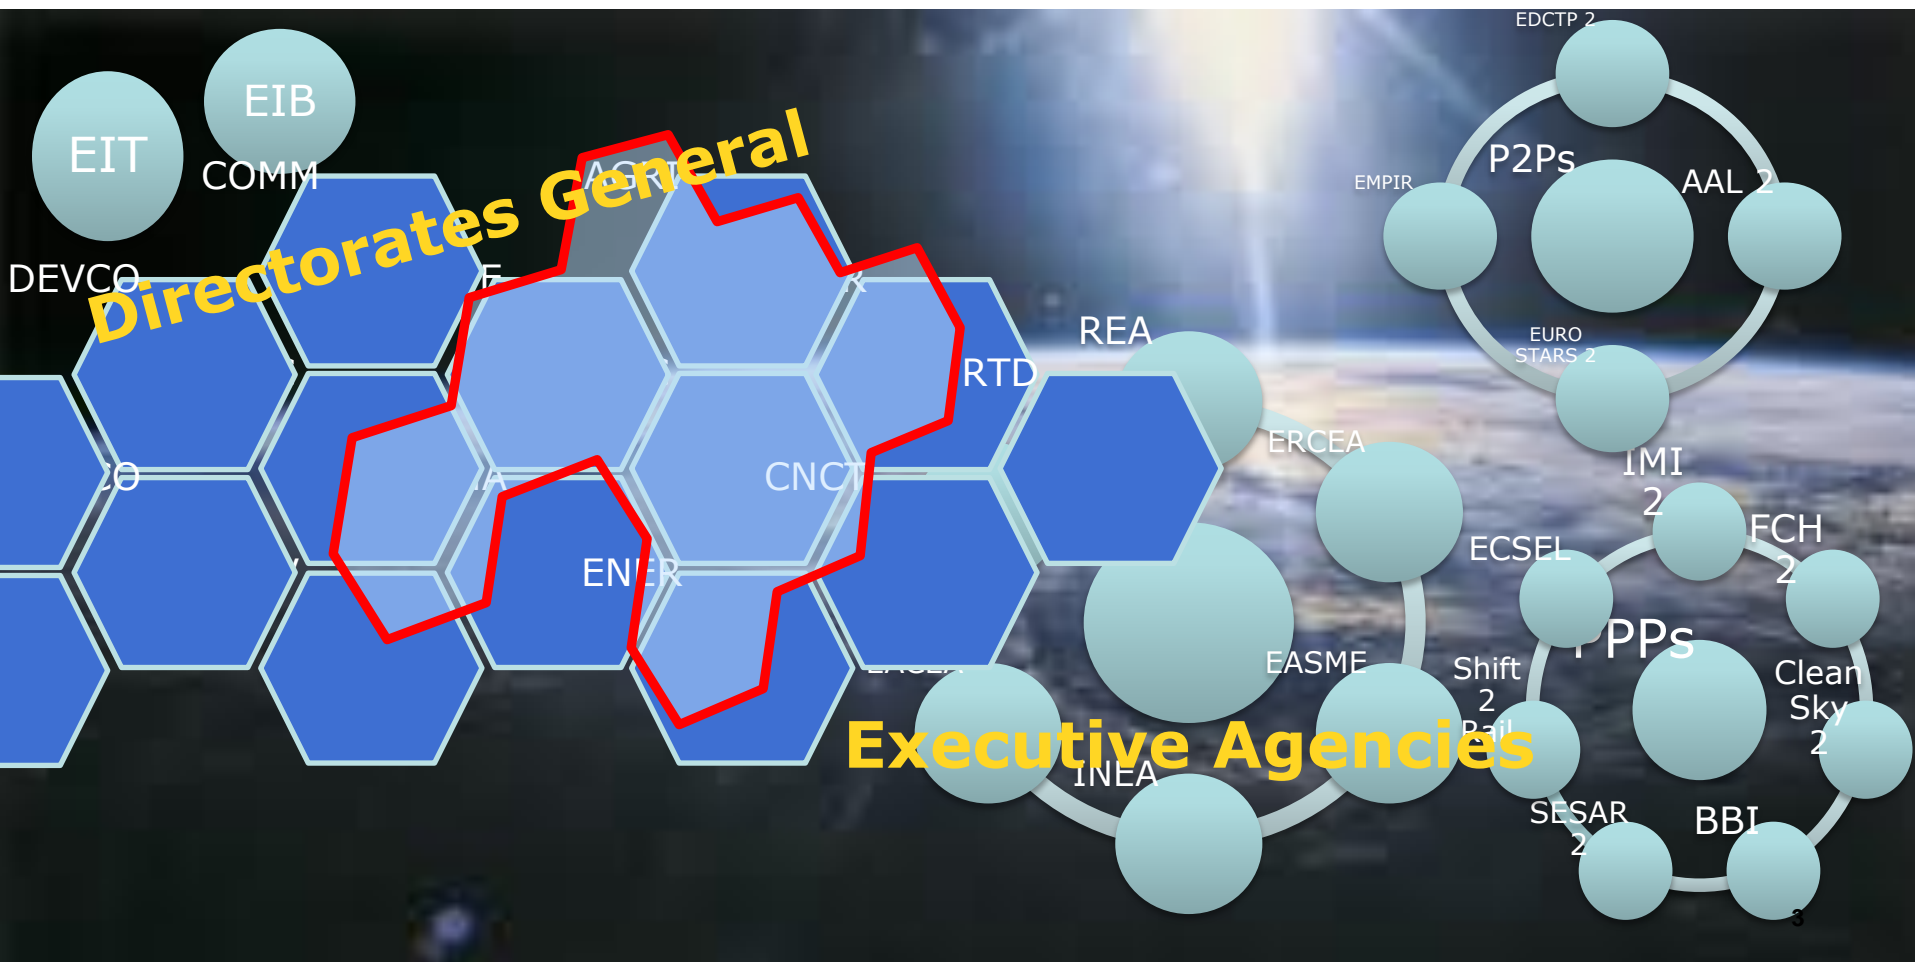 EDCTP 2
EIB
EIT
COMM
Directorates General
AGRI
P2Ps
AAL 2
EMPIR
DEVCO
REA
EURO
STARS 2
RTD
ERCEA
CNCT
IMI
2
FCH
2
ECSEL
ENER
PPPs
EASME
Shift
2
Rail
Clean
Sky
2
Executive Agencies
INEA
SESAR
2
BBI
3